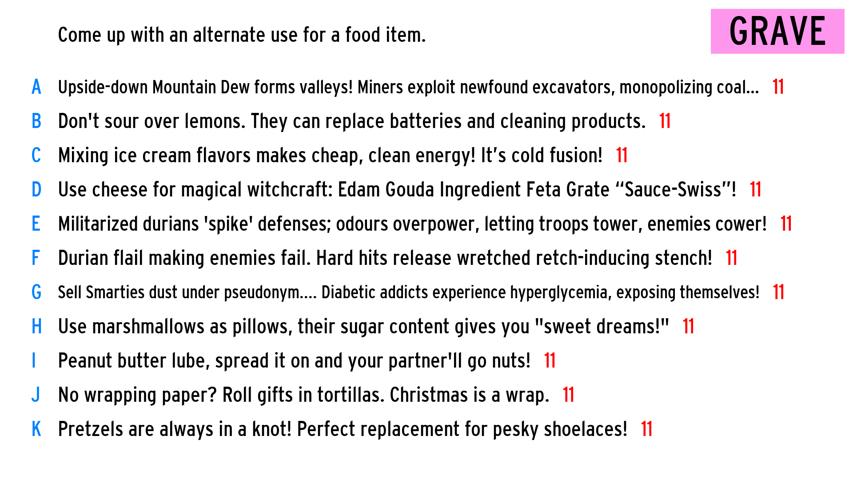 Come up with an alternate use for a food item.
GRAVE
A Upside-down Mountain Dew forms valleys! Miners exploit newfound excavators, monopolizing coal... 11
B Don't sour over lemons. They can replace batteries and cleaning products. 11
C Mixing ice cream flavors makes cheap, clean energy! It’s cold fusion! 11
D Use cheese for magical witchcraft: Edam Gouda Ingredient Feta Grate “Sauce-Swiss”! 11
E Militarized durians 'spike' defenses; odours overpower, letting troops tower, enemies cower! 11
F Durian flail making enemies fail. Hard hits release wretched retch-inducing stench! 11
G Sell Smarties dust under pseudonym.... Diabetic addicts experience hyperglycemia, exposing themselves! 11
H Use marshmallows as pillows, their sugar content gives you "sweet dreams!" 11
I Peanut butter lube, spread it on and your partner'll go nuts! 11
J No wrapping paper? Roll gifts in tortillas. Christmas is a wrap. 11
K Pretzels are always in a knot! Perfect replacement for pesky shoelaces! 11